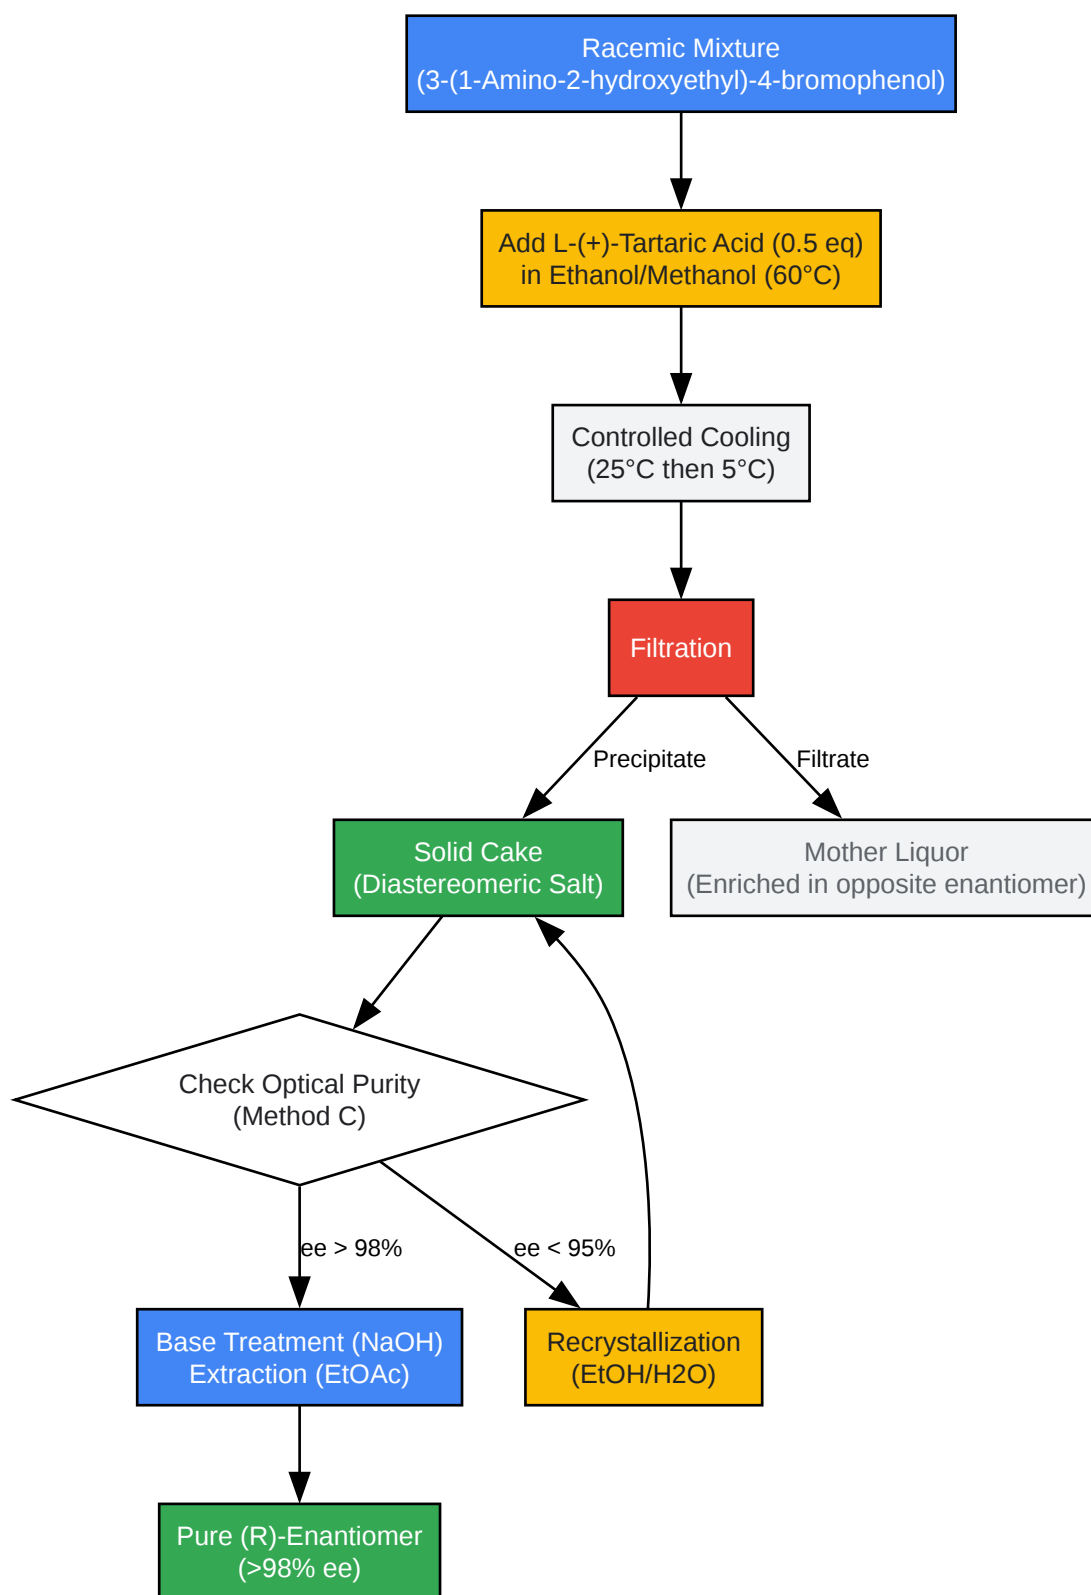 Racemic Mixture
(3-(1-Amino-2-hydroxyethyl)-4-bromophenol)
Add L-(+)-Tartaric Acid (0.5 eq)
in Ethanol/Methanol (60°C)
Controlled Cooling
(25°C then 5°C)
Filtration
Precipitate
Filtrate
Solid Cake
(Diastereomeric Salt)
Mother Liquor
(Enriched in opposite enantiomer)
Check Optical Purity
(Method C)
ee > 98%
ee < 95%
Base Treatment (NaOH)
Extraction (EtOAc)
Recrystallization
(EtOH/H2O)
Pure (R)-Enantiomer
(>98% ee)